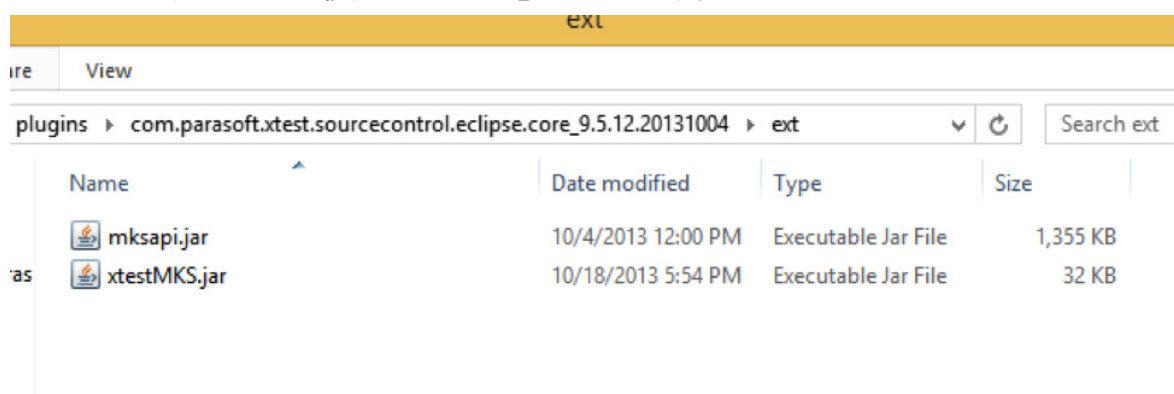 ext
are View
plugins ▸ com.parasoft.xtest.sourcecontrol.eclipse.core_9.5.12.20131004 ▸ ext Search ext
Name Date modified Type Size
mksapi.jar 10/4/2013 12:00 PM Executable Jar File 1,355 KB
ras xtestMKS.jar 10/18/2013 5:54 PM Executable Jar File 32 KB